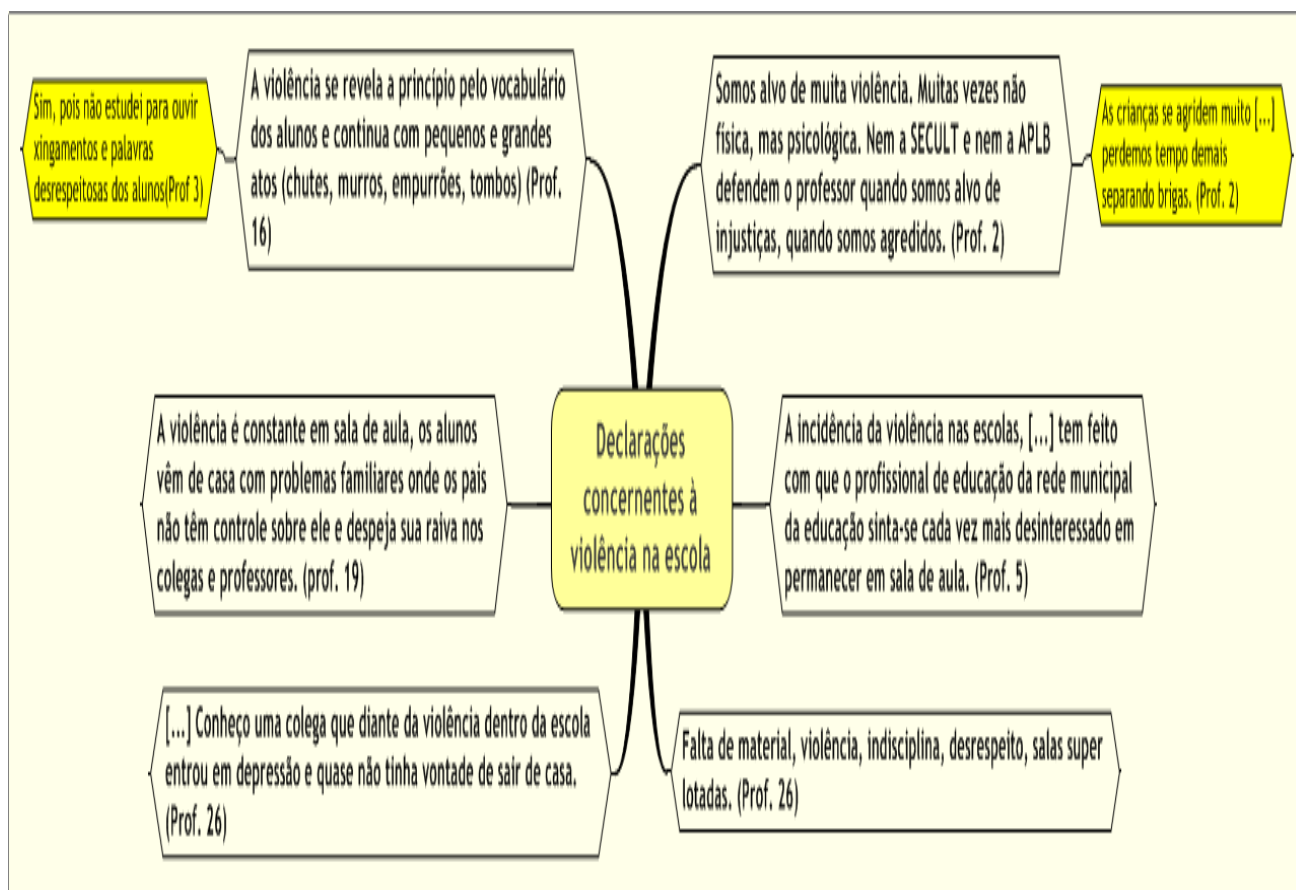 Sim, pois não estudei para ouvir
xingamentos e palavras
desrespeitosas dos alunos(Prof 3)
A violência se revela a princípio pelo vocabulário
dos alunos e continua com pequenos e grandes
atos (chutes, murros, empurrões, tombos) (Prof.
16)
Somos alvo de muita violência. Muitas vezes não
física, mas psicológica. Nem a SECULT e nem a APLB
defendem o professor quando somos alvo de
injustiças, quando somos agredidos. (Prof. 2)
As crianças se agridem muito [...]
perdemos tempo demais
separando brigas. (Prof. 2)
A violência é constante em sala de aula, os alunos
vêm de casa com problemas familiares onde os pais
não têm controle sobre ele e despeja sua raiva nos
colegas e professores. (prof. 19)
Declarações
concernentes à
violência na escola
A incidência da violência nas escolas, [...] tem feito
com que o profissional de educação da rede municipal
da educação sinta-se cada vez mais desinteressado em
permanecer em sala de aula. (Prof. 5)
[...] Conheço uma colega que diante da violência dentro da escola
entrou em depressão e quase não tinha vontade de sair de casa.
(Prof. 26)
Falta de material, violência, indisciplina, desrespeito, salas super
lotadas. (Prof. 26)